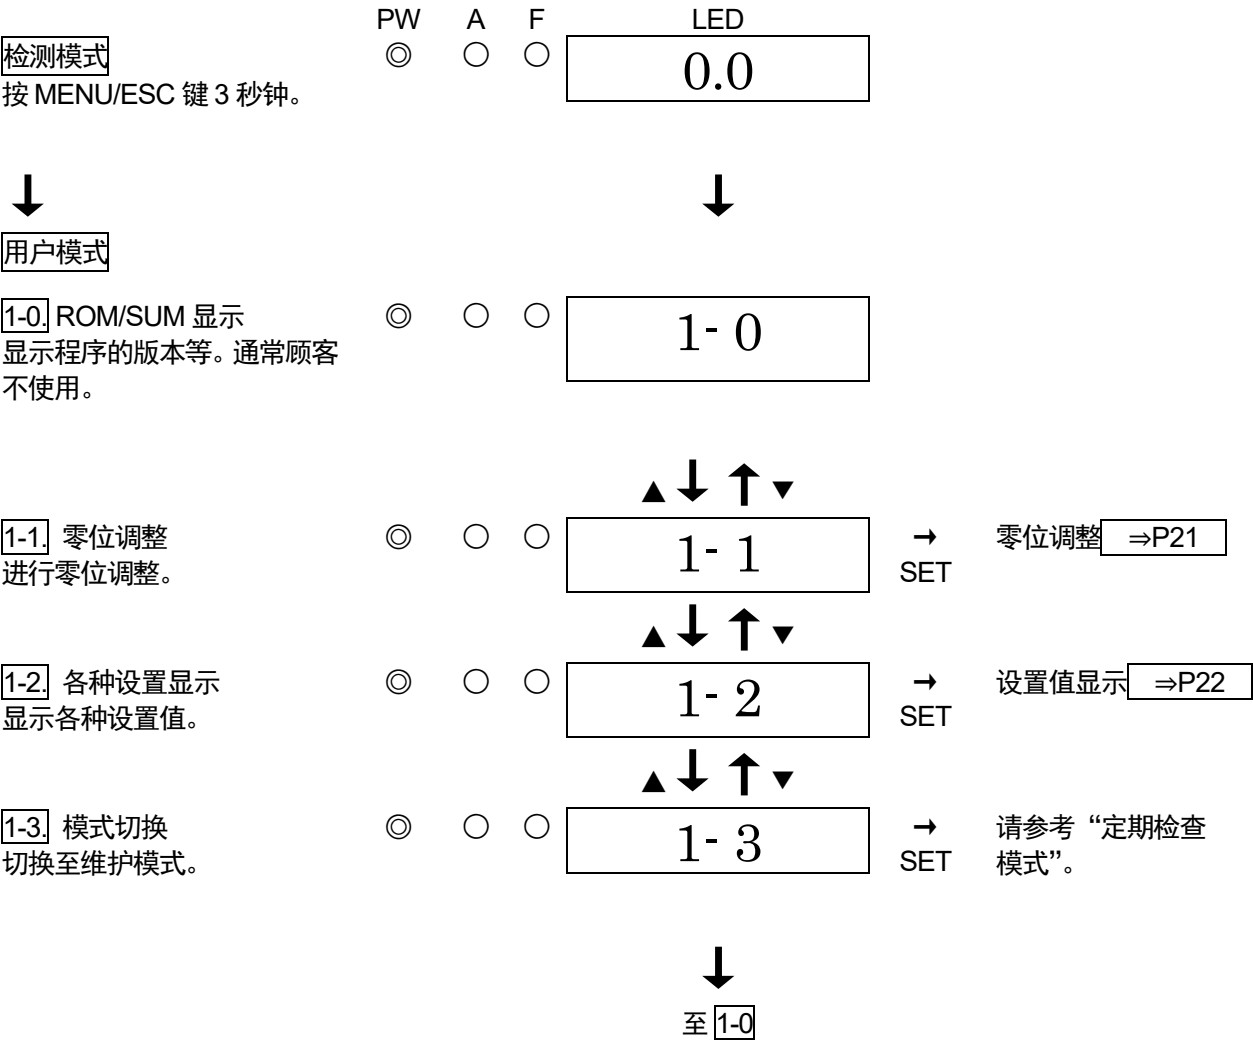 PW A F LED
检测模式 ◎ ○ ○ 0.0
按 MENU/ESC 键 3 秒钟。
↓ ↓
用户模式
1-0. ROM/SUM 显示 ◎ ○ ○ 1- 0
显示程序的版本等。通常顾客
不使用。
▲ ↓ ↑ ▼
1-1. 零位调整 ◎ ○ ○ 1- 1 → 零位调整 ⇒P21
进行零位调整。 SET
▲ ↓ ↑ ▼
1-2. 各种设置显示 ◎ ○ ○ 1- 2 → 设置值显示 ⇒P22
显示各种设置值。 SET
▲ ↓ ↑ ▼
1-3. 模式切换 ◎ ○ ○ 1- 3 → 请参考“定期检查
切换至维护模式。 SET 模式”。
↓
至 1-0